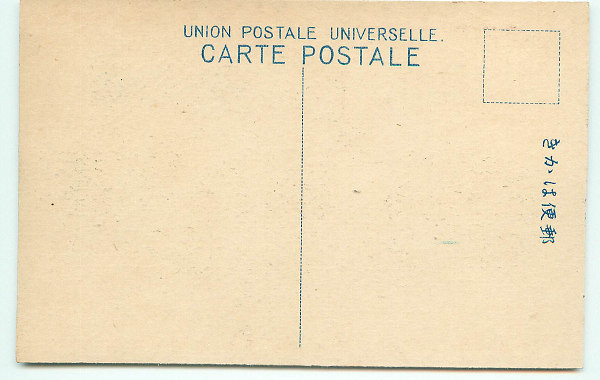 UNION POSTALE UNIVERSELLE.
CARTE POSTALE
きかは便郵